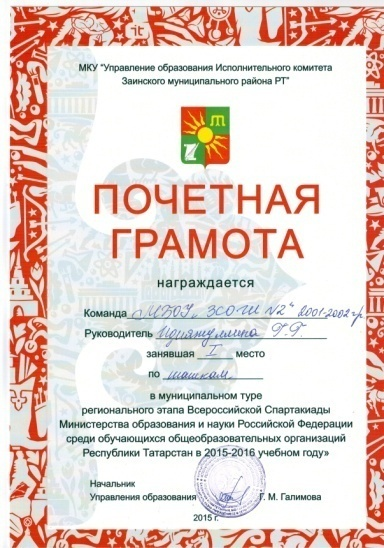 МКУ "Управление образования Исполнительного комитета
Заинского муниципального района РТ"
ПОЧЕТНАЯ
ГРАМОТА
награждается
Команда „МБОУ „ЗСОШ №2" 2001-2002 г.р.
Руководитель Г.Г.
занявшая I место
по шашкам,
в муниципальном туре
регионального этапа Всероссийской Спартакиады
Министерства образования и науки Российской Федерации
среди обучающихся общеобразовательных организаций
Республики Татарстан в 2015-2016 учебном году»
Начальник
Управления образования Г. М. Галимова
2015 г.